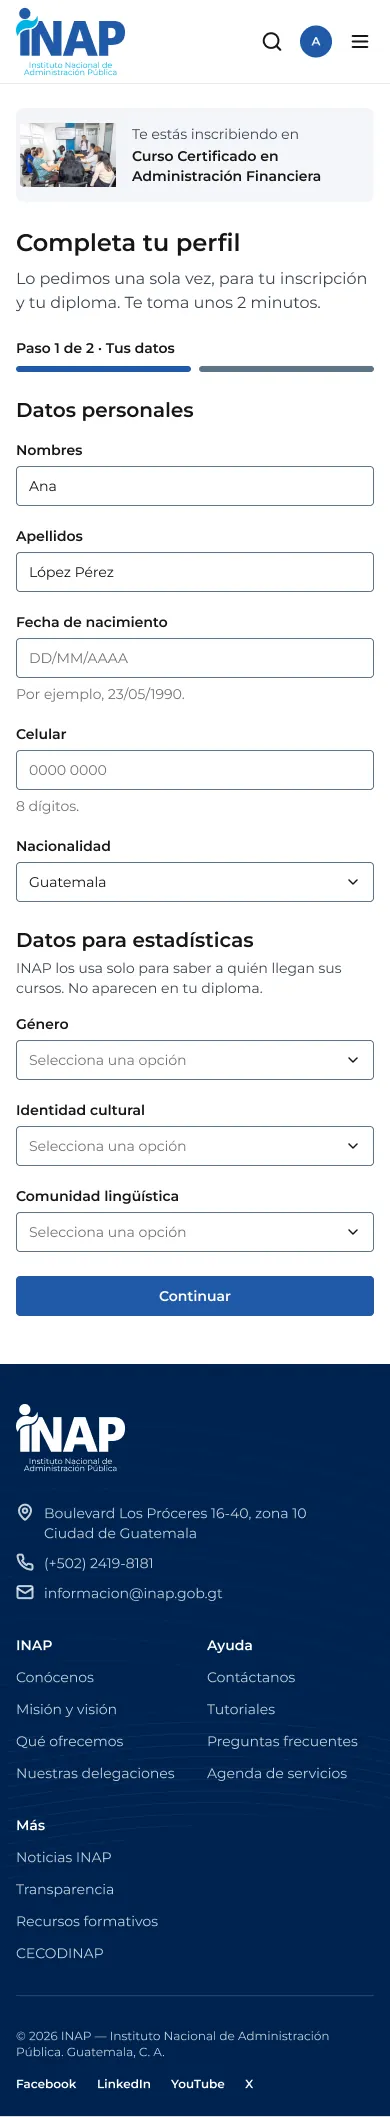 iNAP
Instituto Nacional de
Administración Pública
A
Te estás inscribiendo en
Curso Certificado en
Administración Financiera
Completa tu perfil
Lo pedimos una sola vez, para tu inscripción
y tu diploma. Te toma unos 2 minutos.
Paso 1 de 2 · Tus datos
Datos personales
Nombres
Ana
Apellidos
López Pérez
Fecha de nacimiento
DD/MM/AAAA
Por ejemplo, 23/05/1990.
Celular
0000 0000
8 dígitos.
Nacionalidad
Guatemala
Datos para estadísticas
INAP los usa solo para saber a quién llegan sus
cursos. No aparecen en tu diploma.
Género
Selecciona una opción
Identidad cultural
Selecciona una opción
Comunidad lingüística
Selecciona una opción
Continuar
iNAP
Instituto Nacional de
Administración Pública
Boulevard Los Próceres 16-40, zona 10
Ciudad de Guatemala
(+502) 2419-8181
informacion@inap.gob.gt
INAP
Conócenos
Misión y visión
Qué ofrecemos
Nuestras delegaciones
Ayuda
Contáctanos
Tutoriales
Preguntas frecuentes
Agenda de servicios
Más
Noticias INAP
Transparencia
Recursos formativos
CECODINAP
© 2026 INAP — Instituto Nacional de Administración
Pública. Guatemala, C. A.
Facebook LinkedIn YouTube X